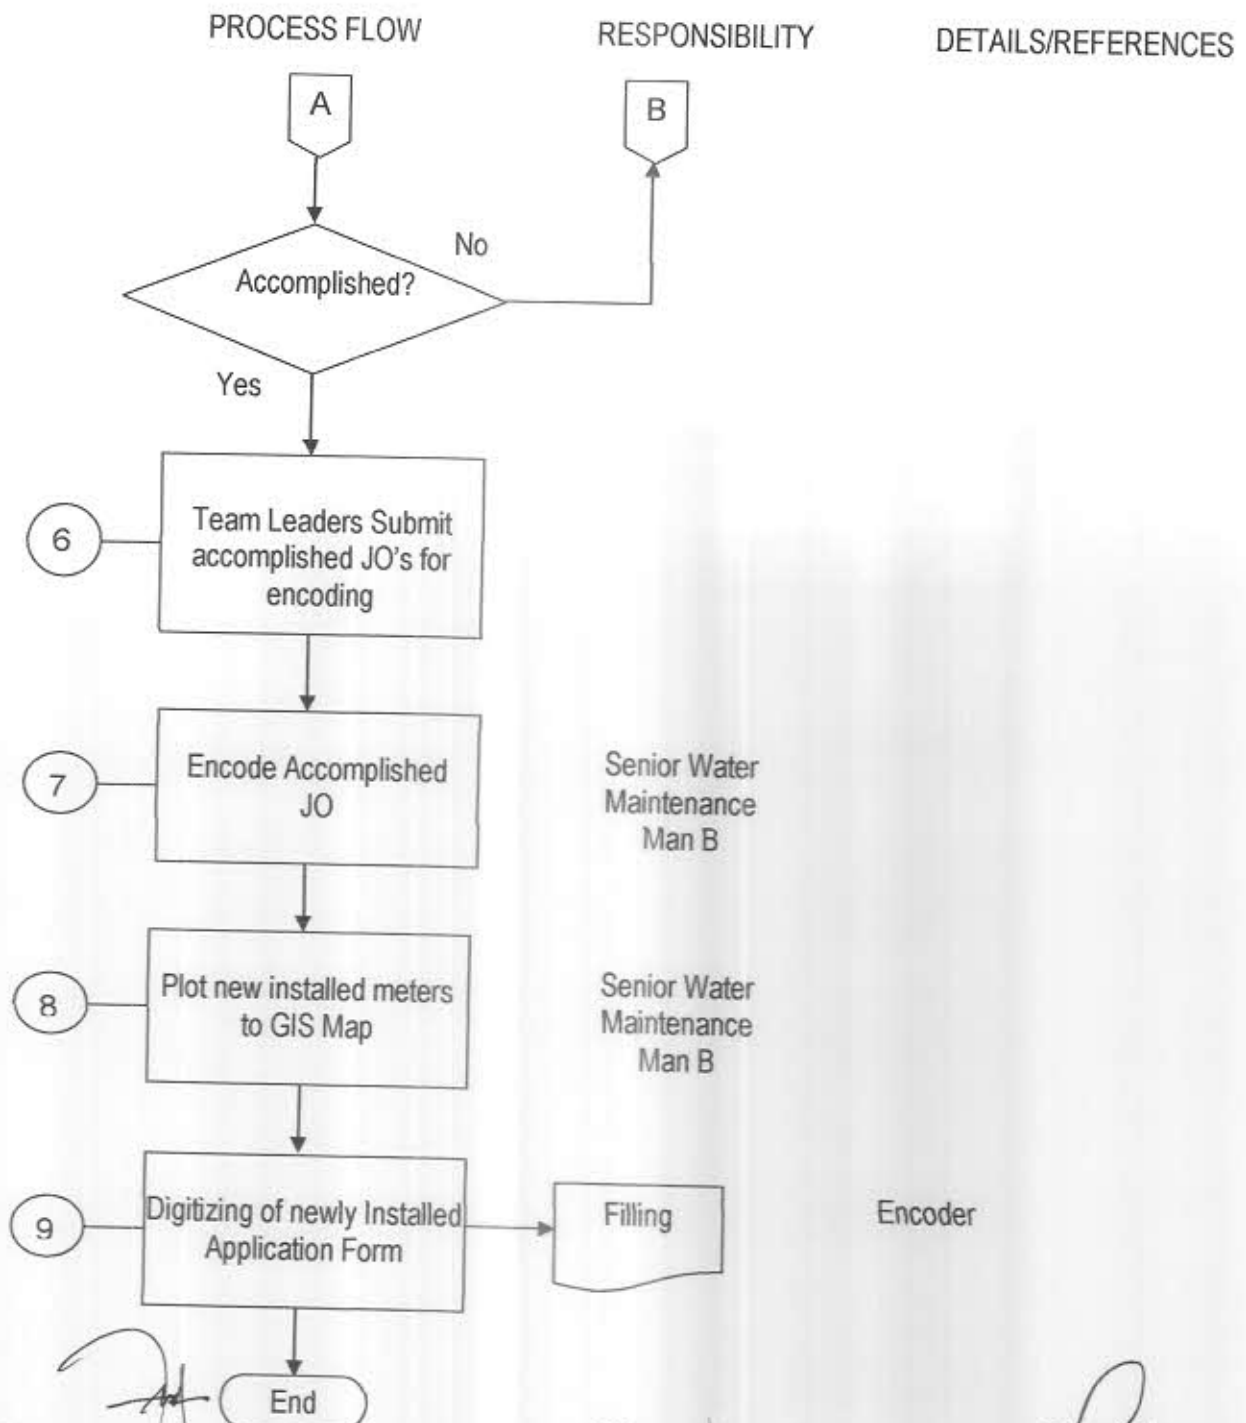 PROCESS FLOW RESPONSIBILITY DETAILS/REFERENCES
A B
No
Accomplished?
Yes
6
Team Leaders Submit
accomplished JO's for
encoding
7
Encode Accomplished
JO
Senior Water
Maintenance
Man B
8
Plot new installed meters
to GIS Map
Senior Water
Maintenance
Man B
9
Digitizing of newly Installed
Application Form
Filling
Encoder
End